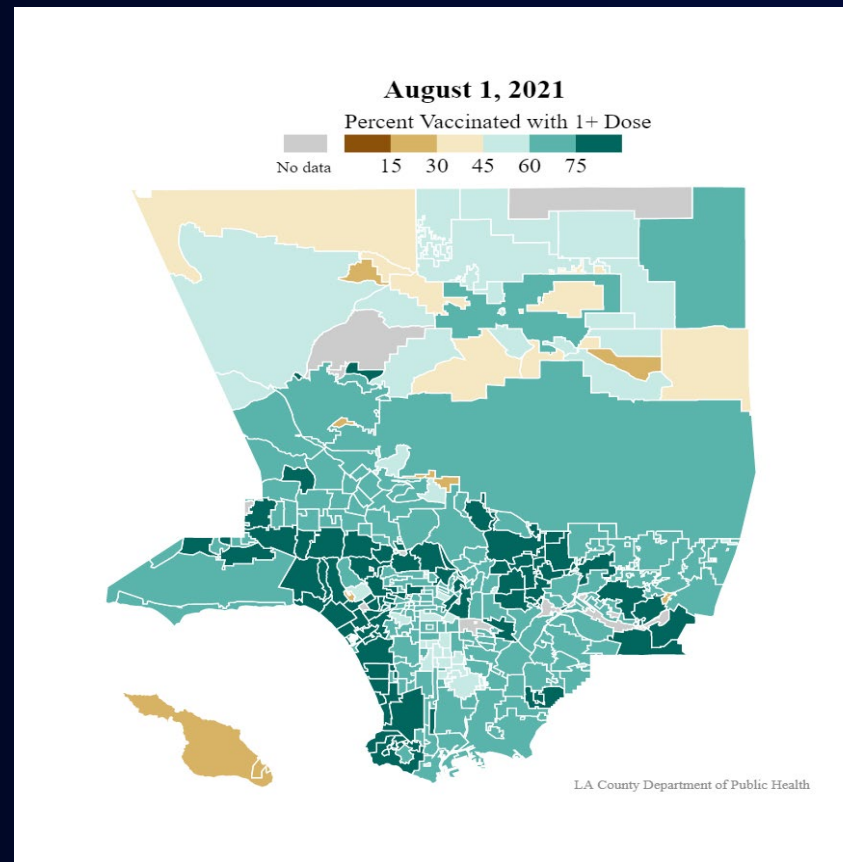 August 1, 2021
Percent Vaccinated with 1+ Dose
No data 15 30 45 60 75
LA County Department of Public Health